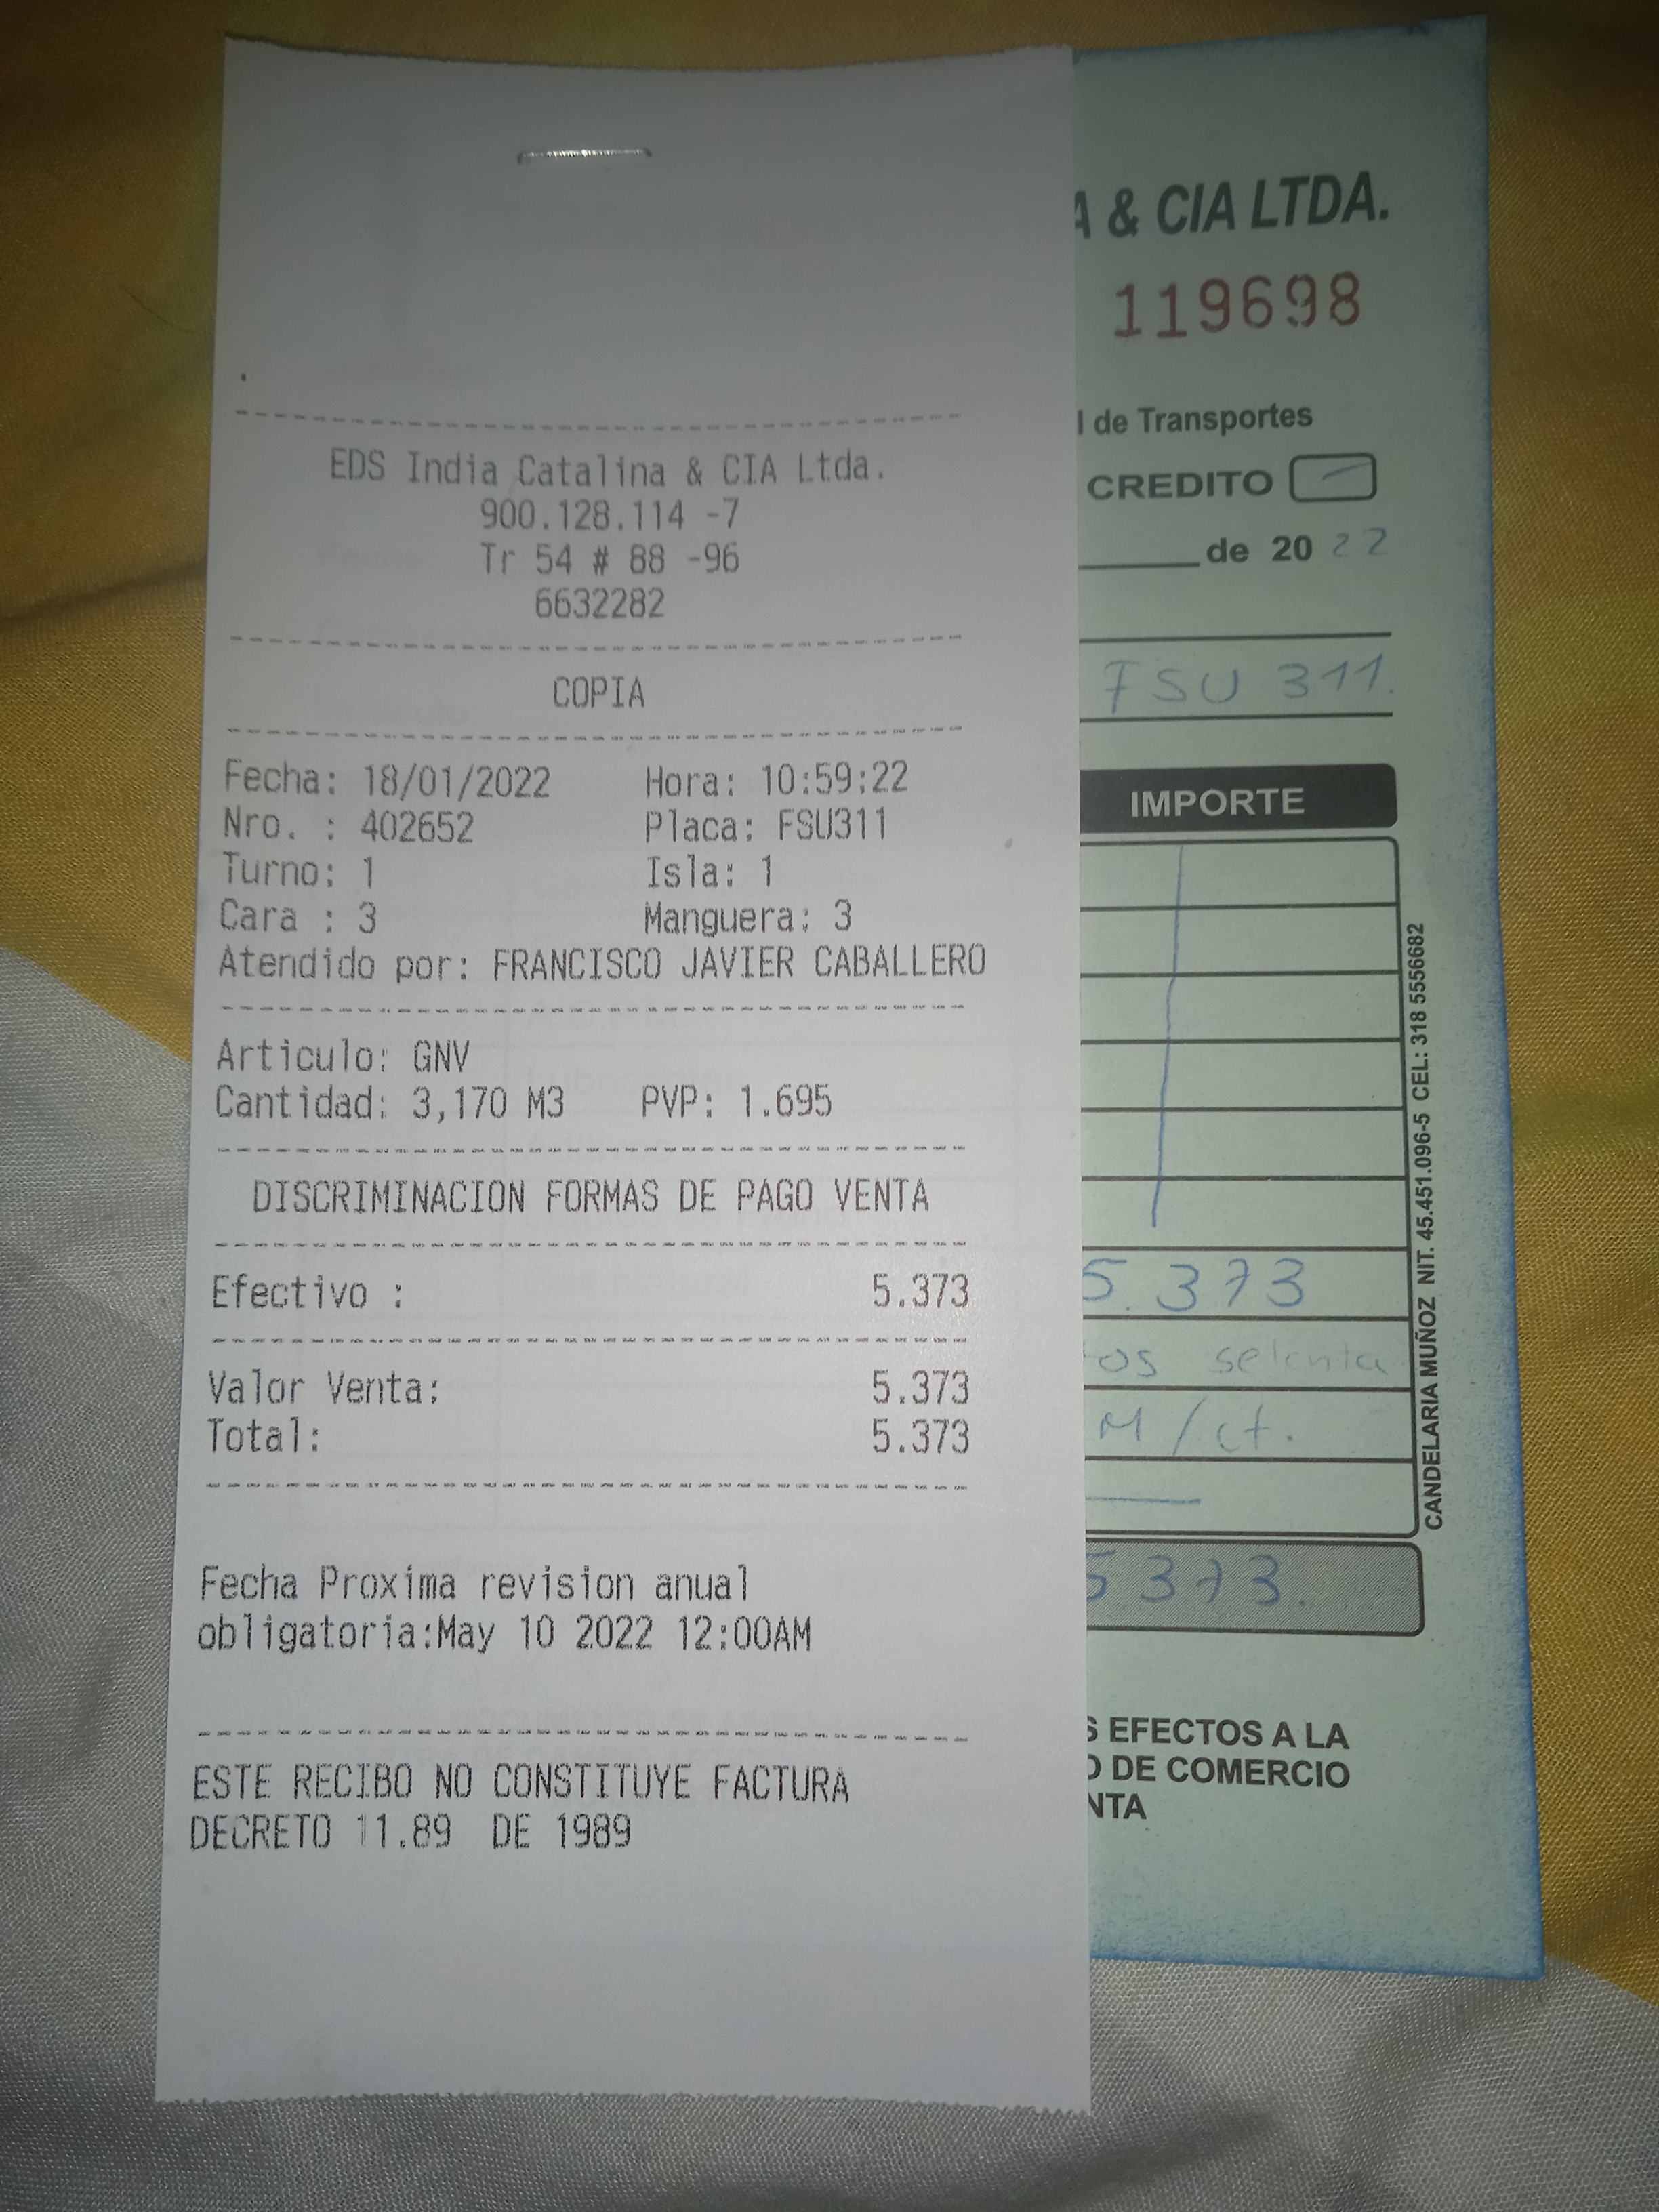 EDS India Catalina & CIA Ltda.
900.128.114 -7
Tr 54 # 88 -96
6632282
COPIA
Fecha: 18/01/2022 Hora: 10:59:22
Nro. : 402652 Placa: FSU311
Turno: 1 Isla: 1
Cara : 3 Manguera: 3
Atendido por: FRANCISCO JAVIER CABALLERO
Articulo: GNV
Cantidad: 3,170 M3 PVP: 1.695
DISCRIMINACION FORMAS DE PAGO VENTA
Efectivo : 5.373
Valor Venta: 5.373
Total: 5.373
Fecha Proxima revision anual
obligatoria:May 10 2022 12:00AM
ESTE RECIBO NO CONSTITUYE FACTURA
DECRETO 11.89 DE 1989
A & CIA LTDA.
119698
l de Transportes
CREDITO
de 20 22
FSU 311.
IMPORTE
5.373
tos setenta
M/ct.
5373.
S EFECTOS A LA
O DE COMERCIO
NTA
CANDELARIA MUÑOZ NIT. 45.451.096-5 CEL: 318 5556682